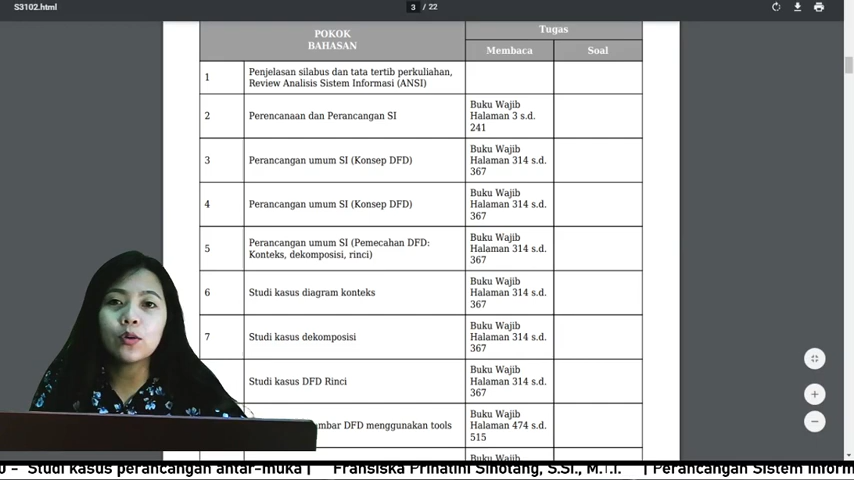 S3102.html
3 / 22
POKOK
BAHASAN
Tugas
Membaca
Soal
1
Penjelasan silabus dan tata tertib perkuliahan,
Review Analisis Sistem Informasi (ANSI)
2
Perencanaan dan Perancangan SI
Buku Wajib
Halaman 3 s.d.
241
3
Perancangan umum SI (Konsep DFD)
Buku Wajib
Halaman 314 s.d.
367
4
Perancangan umum SI (Konsep DFD)
Buku Wajib
Halaman 314 s.d.
367
5
Perancangan umum SI (Pemecahan DFD:
Konteks, dekomposisi, rinci)
Buku Wajib
Halaman 314 s.d.
367
6
Studi kasus diagram konteks
Buku Wajib
Halaman 314 s.d.
367
7
Studi kasus dekomposisi
Buku Wajib
Halaman 314 s.d.
367
Studi kasus DFD Rinci
Buku Wajib
Halaman 314 s.d.
367
ambar DFD menggunakan tools
Buku Wajib
Halaman 474 s.d.
515
Buku Wajib
0 - Studi kasus perancangan antar-muka | Fransiska Prihatini Sihotang, S.SI., M.T.I. | Perancangan Sistem Inform